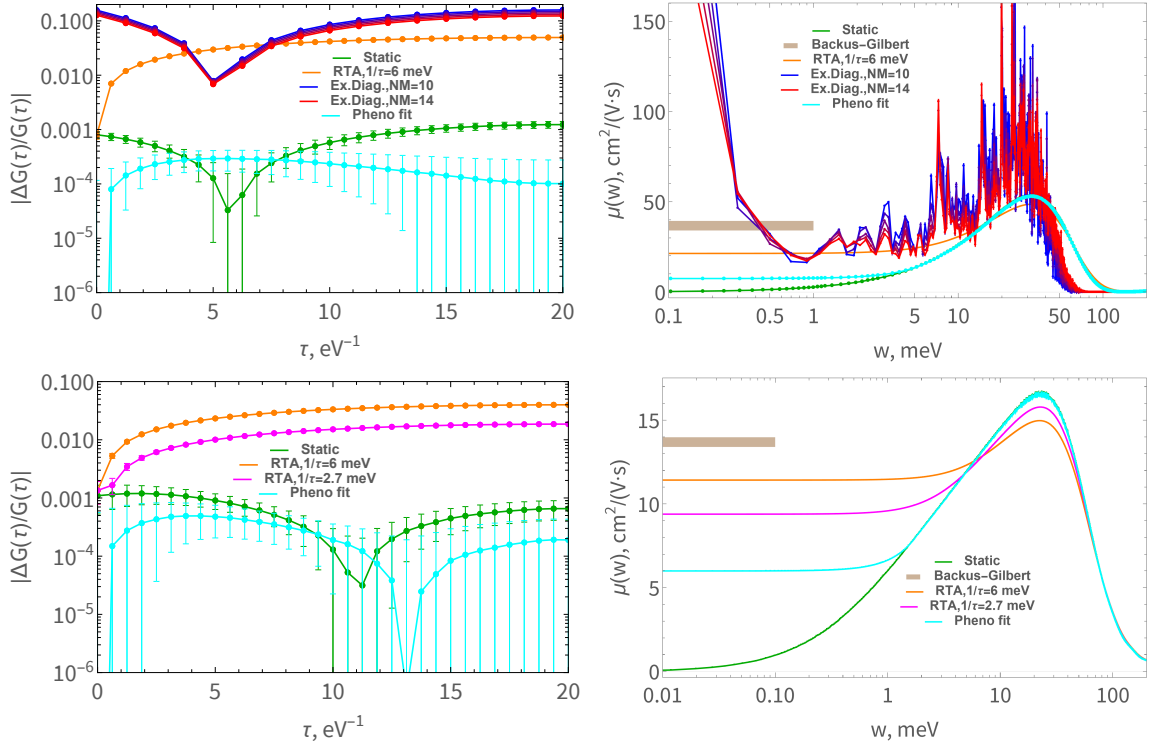 |ΔG(τ)/G(τ)|
0.100
0.010
0.001
10⁻⁴
10⁻⁵
10⁻⁶
0
5
10
15
20
τ, eV⁻¹
Static
RTA,1/τ=6 meV
Ex.Diag.,NM=10
Ex.Diag.,NM=14
Pheno fit
μ(w), cm²/(V·s)
150
100
50
0
0.1
0.5
1
5
10
50
100
w, meV
Static
Backus-Gilbert
RTA,1/τ=6 meV
Ex.Diag.,NM=10
Ex.Diag.,NM=14
Pheno fit
|ΔG(τ)/G(τ)|
0.100
0.010
0.001
10⁻⁴
10⁻⁵
10⁻⁶
0
5
10
15
20
τ, eV⁻¹
Static
RTA,1/τ=6 meV
RTA,1/τ=2.7 meV
Pheno fit
μ(w), cm²/(V·s)
15
10
5
0
0.01
0.10
1
10
100
w, meV
Static
Backus-Gilbert
RTA,1/τ=6 meV
RTA,1/τ=2.7 meV
Pheno fit